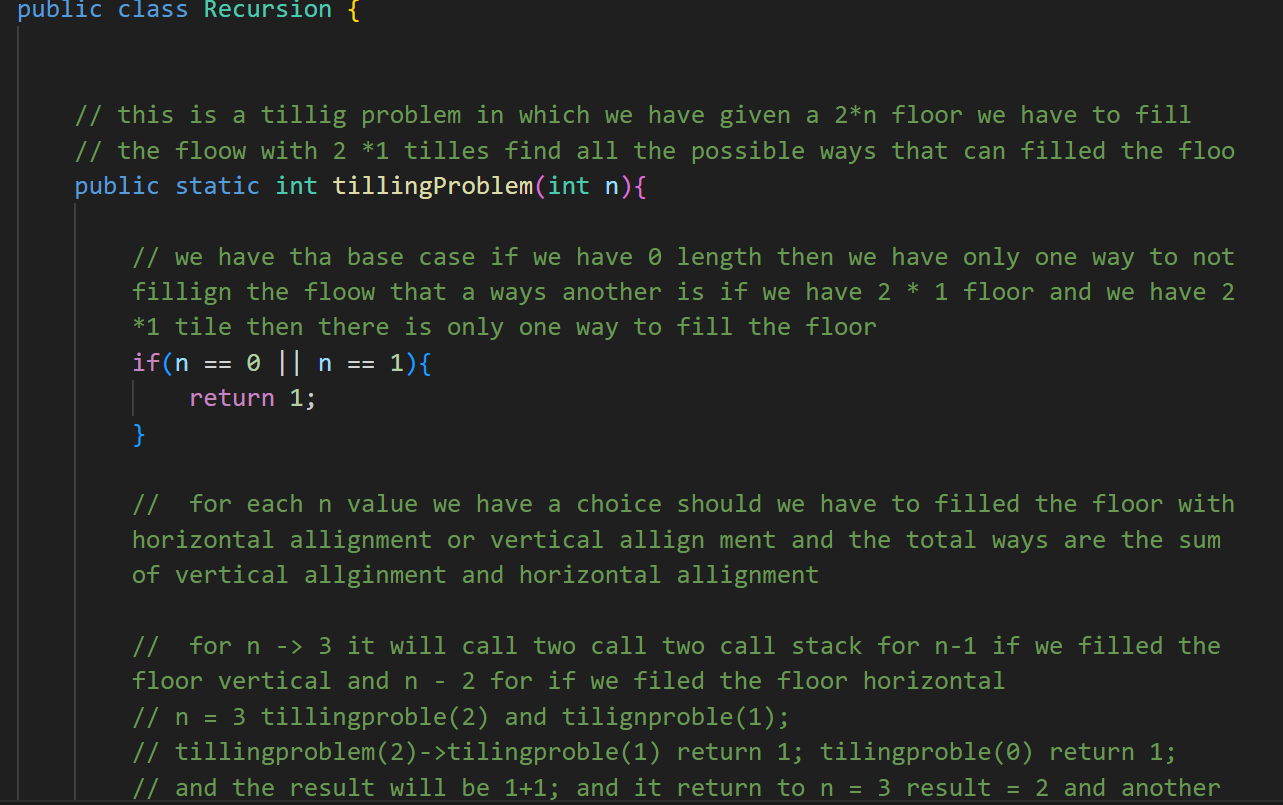 public class Recursion {
// this is a tillig problem in which we have given a 2*n floor we have to fill
// the floow with 2 *1 tilles find all the possible ways that can filled the floo
public static int tillingProblem(int n){
// we have tha base case if we have 0 length then we have only one way to not
fillign the floow that a ways another is if we have 2 * 1 floor and we have 2
*1 tile then there is only one way to fill the floor
if(n == 0 || n == 1){
return 1;
}
//  for each n value we have a choice should we have to filled the floor with
horizontal allignment or vertical allign ment and the total ways are the sum
of vertical allginment and horizontal allignment
//  for n -> 3 it will call two call two call stack for n-1 if we filled the
floor vertical and n - 2 for if we filed the floor horizontal
// n = 3 tillingproble(2) and tilignproble(1);
// tillingproblem(2)->tilingproble(1) return 1; tilingproble(0) return 1;
// and the result will be 1+1; and it return to n = 3 result = 2 and another